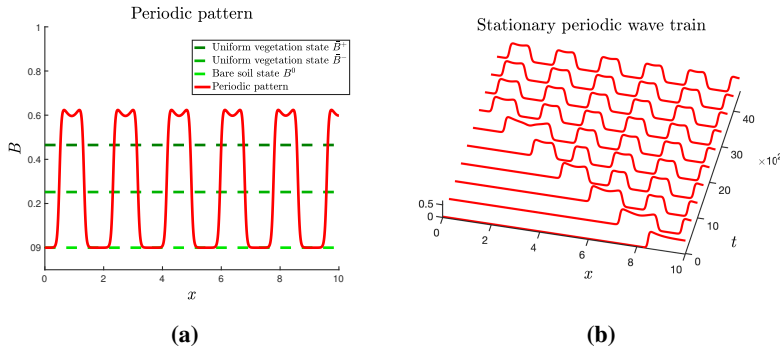 Periodic pattern
1
0.8
0.6
0.4
0.2
09
B
0
2
4
6
8
10
x
Uniform vegetation state B̄⁺
Uniform vegetation state B̄⁻
Bare soil state B⁰
Periodic pattern
(a)
Stationary periodic wave train
0.5
0
0
2
4
6
8
10
x
0
10
20
30
40
×10²
t
(b)